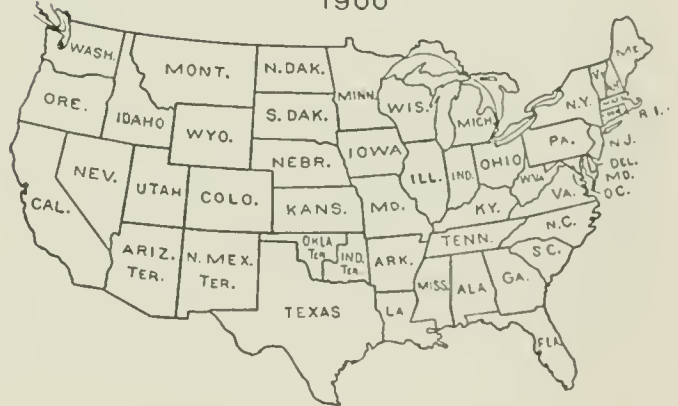 1900
WASH.
MONT.
N.DAK.
MINN.
ME.
ORE.
IDAHO
WYO.
S.DAK.
WIS.
MICH.
N.Y.
R.I.
NEV.
UTAH
COLO.
NEBR.
IOWA
ILL.
IND.
OHIO
PA.
N.J.
DEL.
MD.
D.C.
CAL.
KANS.
MO.
KY.
W.VA
VA.
N.C.
ARIZ.
TER.
N. MEX.
TER.
OKLA
TER.
IND.
TER.
ARK.
TENN.
S.C.
TEXAS
LA
MISS.
ALA
GA.
FLA.